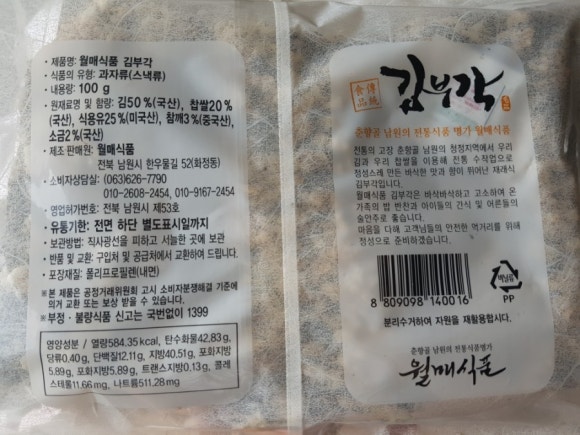 · 제품명: 월매식품 김부각
· 식품의 유형: 과자류(스낵류)
· 내용량: 100 g
· 원재료명 및 함량: 김50%(국산), 찹쌀20%
(국산), 식용유25%(미국산), 참깨3%(중국산),
소금2%(국산)
· 제조 판매원: 월매식품
전북 남원시 한우물길 52(화정동)
· 소비자상담실: (063)626-7790
010-2608-2454, 010-9167-2454
· 영업허가번호: 전북 남원시 제53호
· 유통기한: 전면 하단 별도표시일까지
· 보관방법: 직사광선을 피하고 서늘한 곳에 보관
· 반품 및 교환: 구입처 및 공급처에서 교환하여 드립니다.
· 포장재질: 폴리프로필렌(내면)
※본 제품은 공정거래위원회 고시 소비자분쟁해결 기준에
의거 교환 또는 보상 받을 수 있습니다.
※부정·불량식품 신고는 국번없이 1399
영양성분 / 열량584.35kcal, 탄수화물42.83g,
당류0.40g, 단백질12.11g, 지방40.51g, 포화지방
5.89g, 포화지방5.89g, 트랜스지방0.13g, 콜레
스테롤11.66mg, 나트륨511.28mg
傳統
食品
김부각
춘향골 남원의 전통식품 명가 월매식품
전통의 고장 춘향골 남원의 청정지역에서 우리
김과 우리 찹쌀을 이용해 전통 수작업으로
정성스레 만든 바삭한 맛과 향이 뛰어난 재래식
김부각입니다.
월매식품 김부각은 바삭바삭하고 고소하여 온
가족의 밥 반찬과 아이들의 간식 및 어른들의
술안주로 좋습니다.
마음을 다해 고객님들의 안전한 먹거리를 위해
정성으로 준비하겠습니다.
8 809098 140016
비닐류
PP
분리수거하여 자원을 재활용합시다.
춘향골 남원의 전통식품명가
월매식품